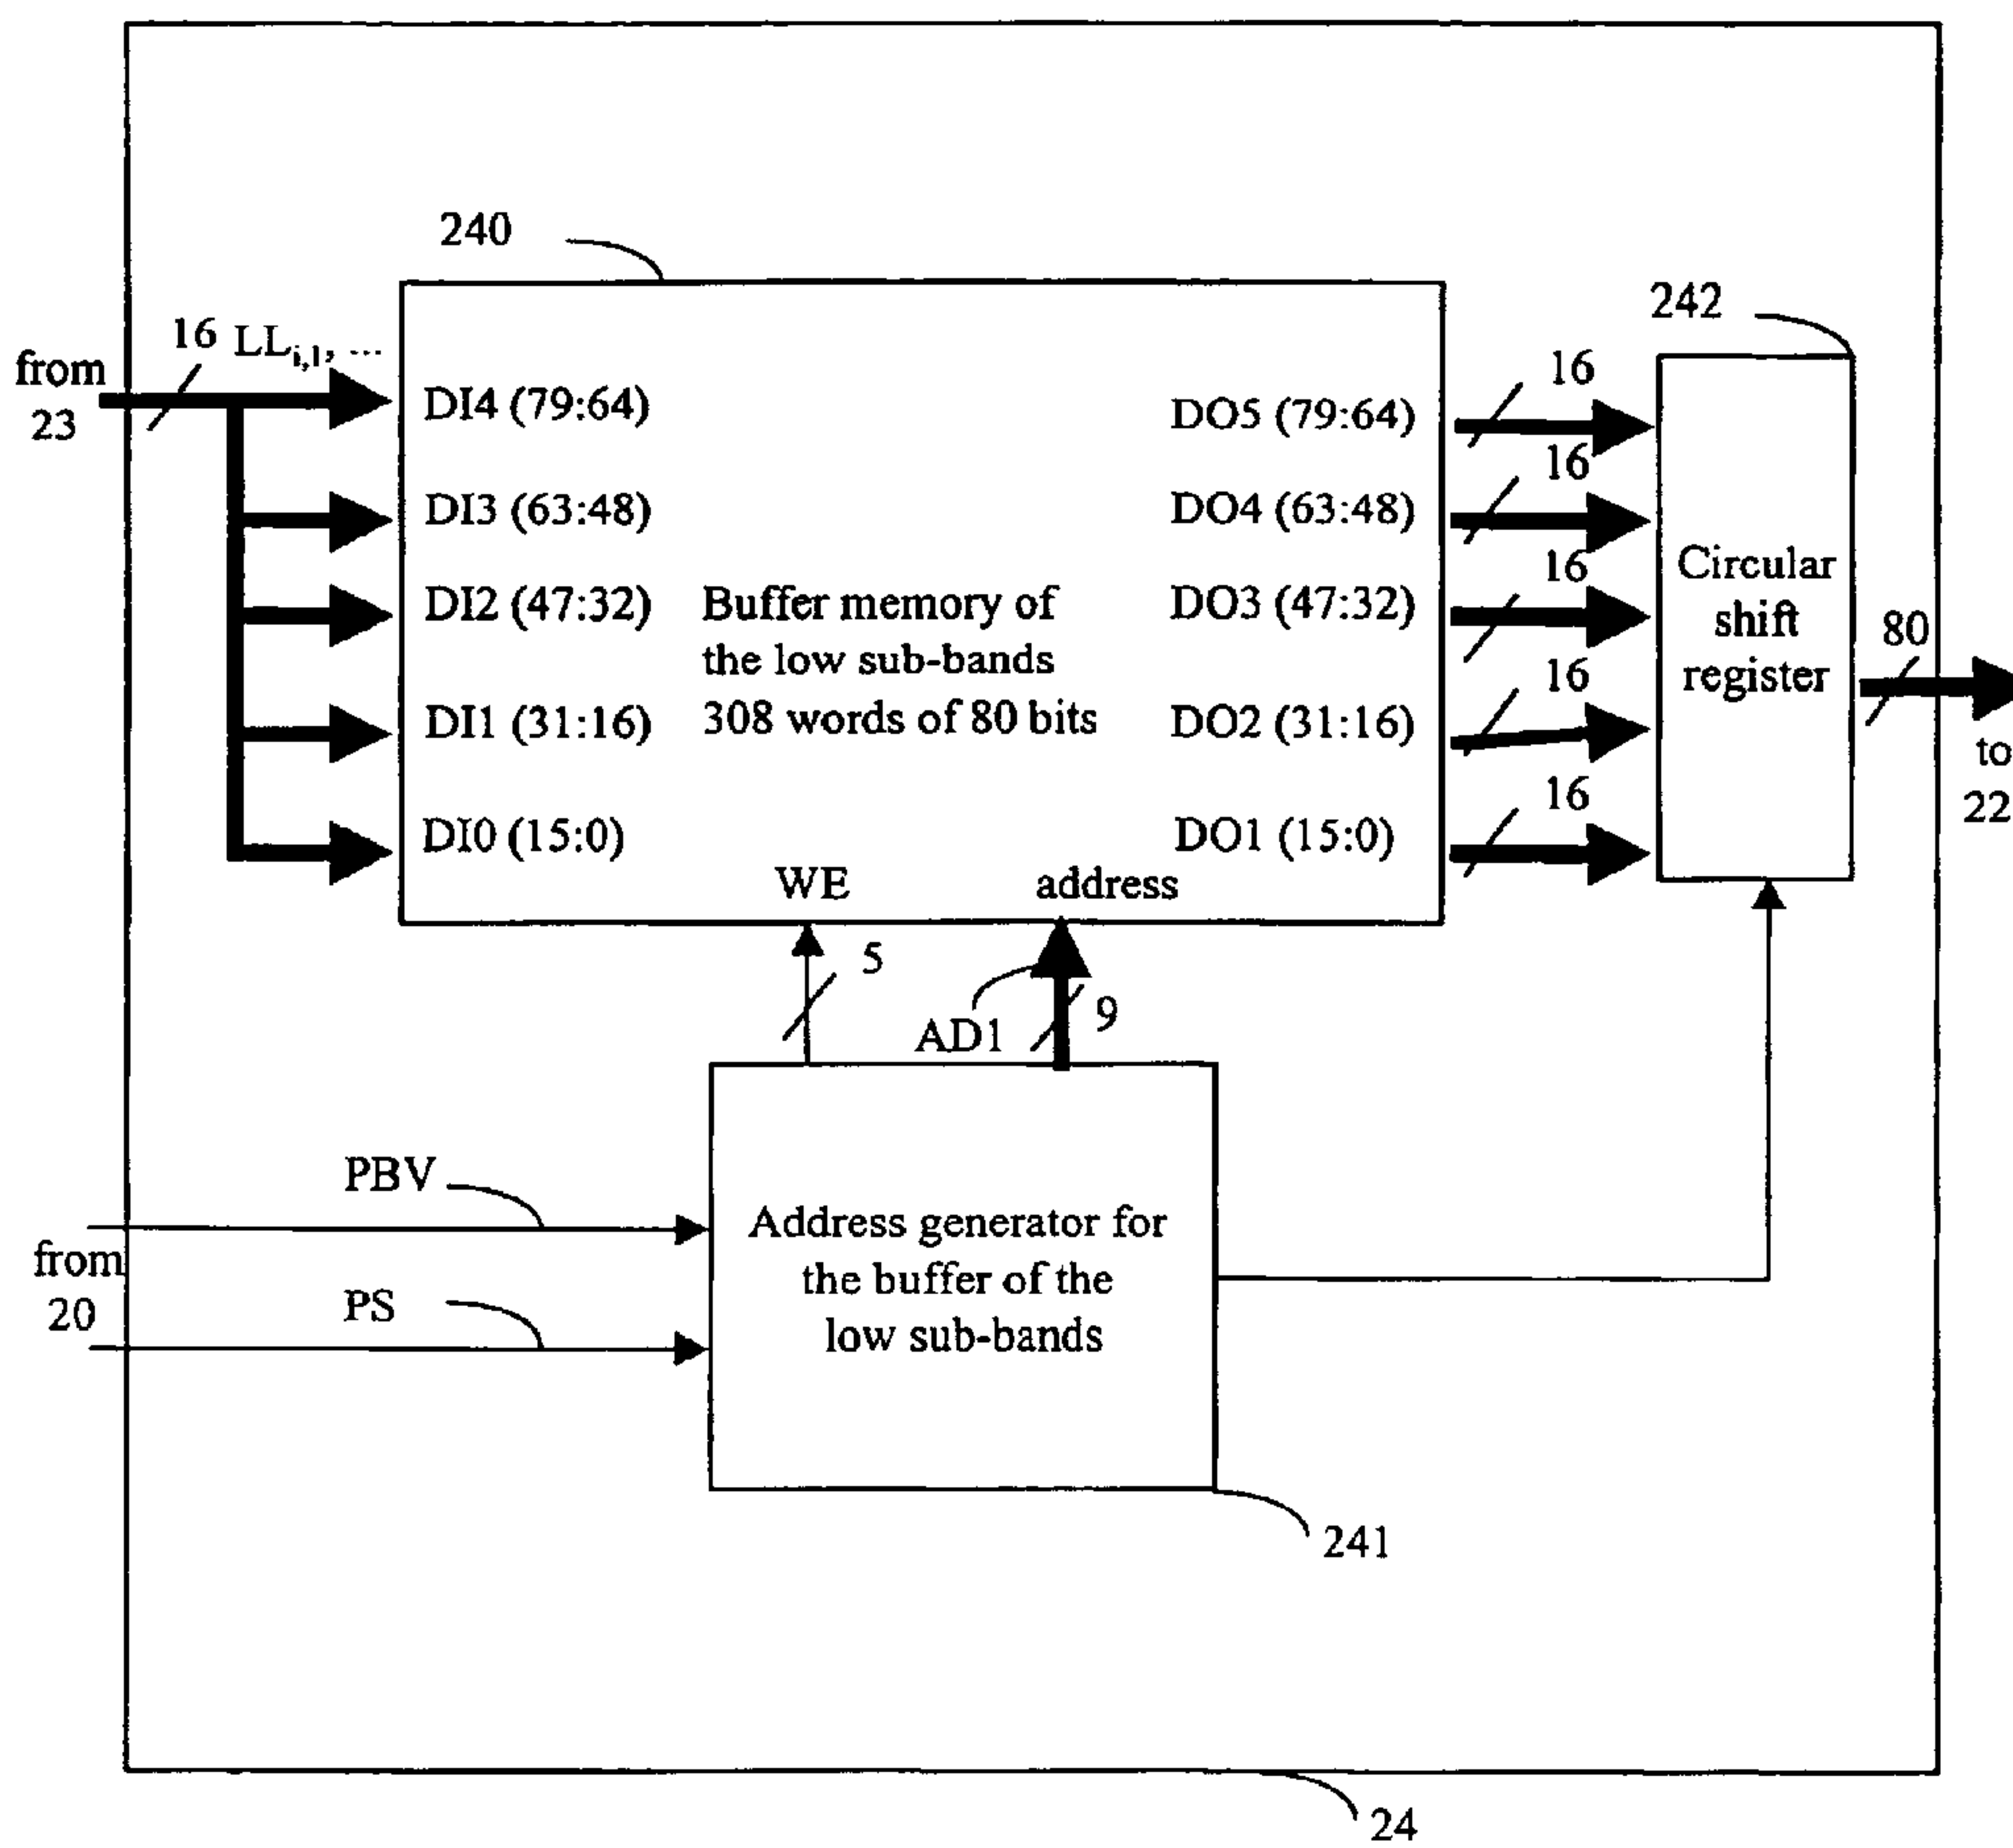 240
242
16 LLi,1, ...
from
23
DI4 (79:64)
DI3 (63:48)
DI2 (47:32)
DI1 (31:16)
DI0 (15:0)
Buffer memory of
the low sub-bands
308 words of 80 bits
DO5 (79:64)
DO4 (63:48)
DO3 (47:32)
DO2 (31:16)
DO1 (15:0)
WE
address
16
16
16
16
16
Circular
shift
register
80
to
22
5
AD1
9
PBV
from
20
PS
Address generator for
the buffer of the
low sub-bands
241
24